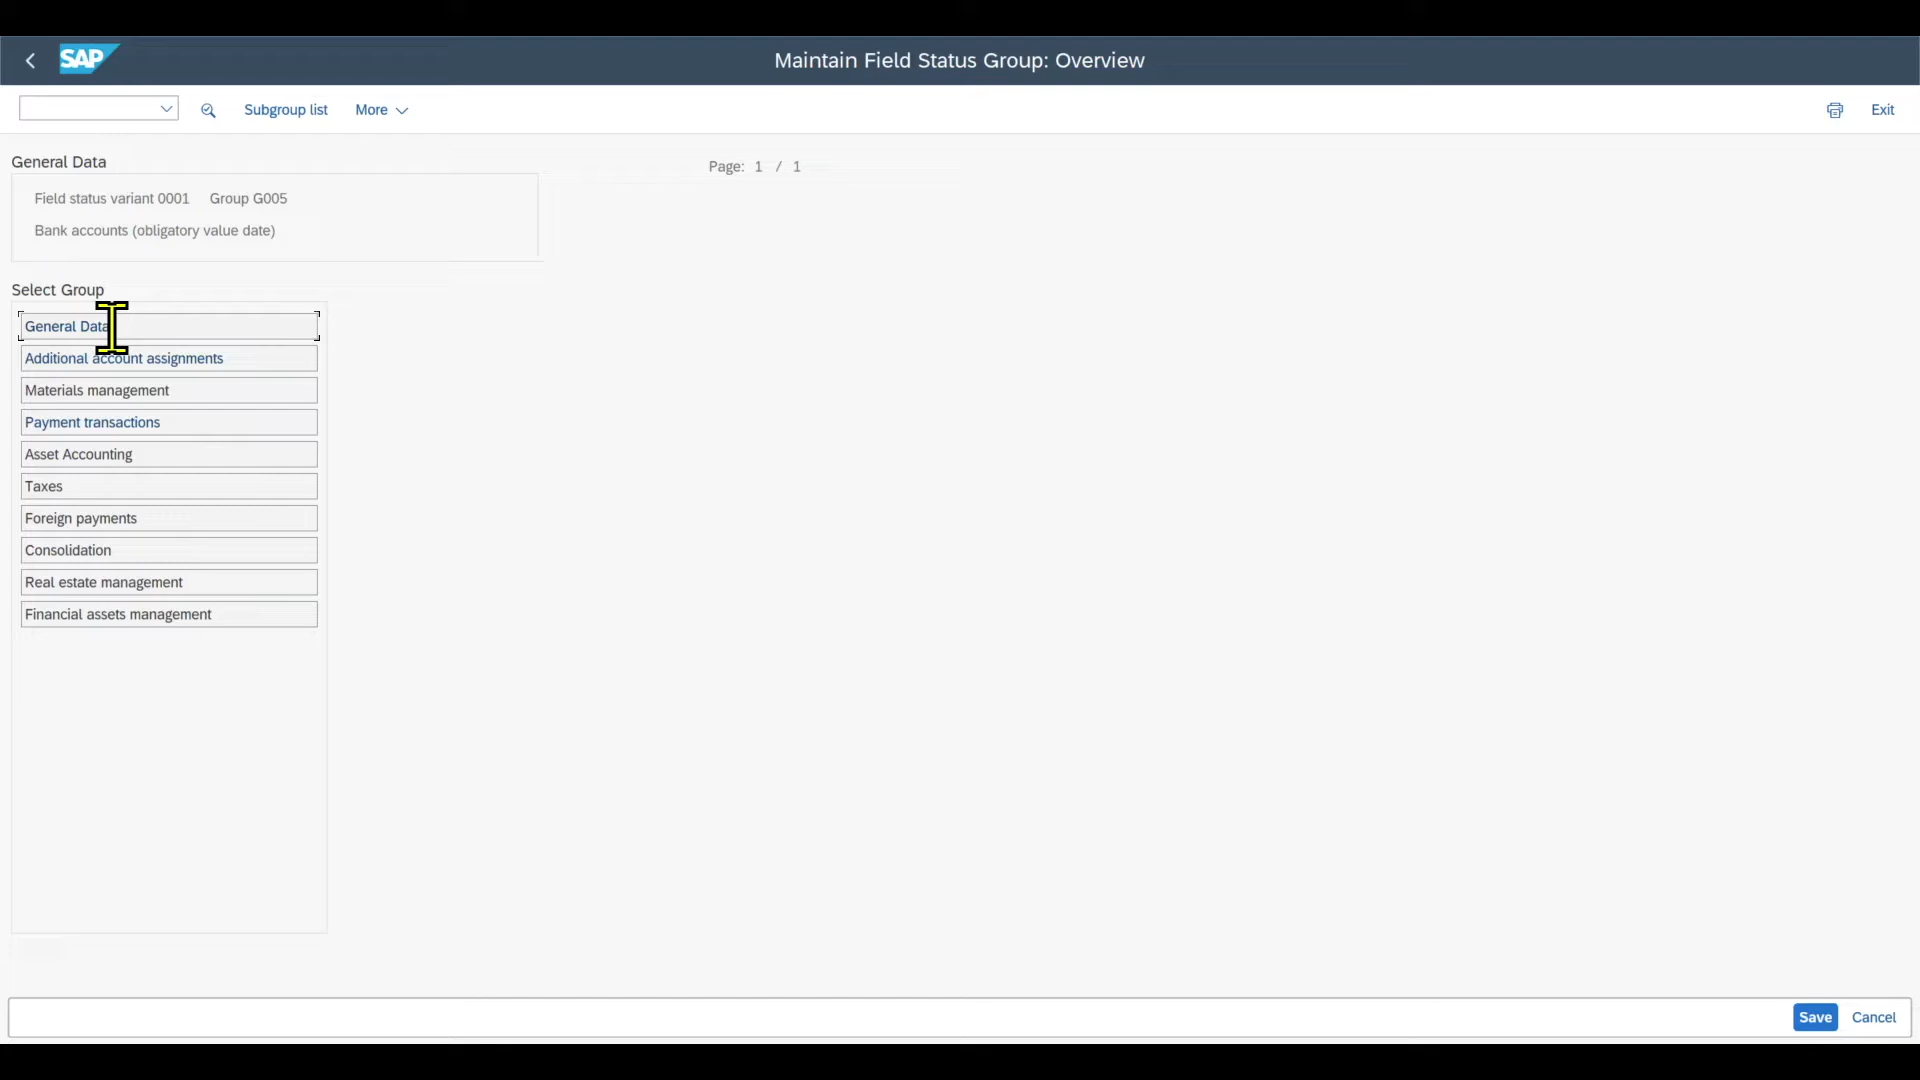 SAP
Maintain Field Status Group: Overview
Subgroup list
More
Exit
General Data
Page: 1 / 1
Field status variant 0001 Group G005
Bank accounts (obligatory value date)
Select Group
General Data
Additional account assignments
Materials management
Payment transactions
Asset Accounting
Taxes
Foreign payments
Consolidation
Real estate management
Financial assets management
Save
Cancel